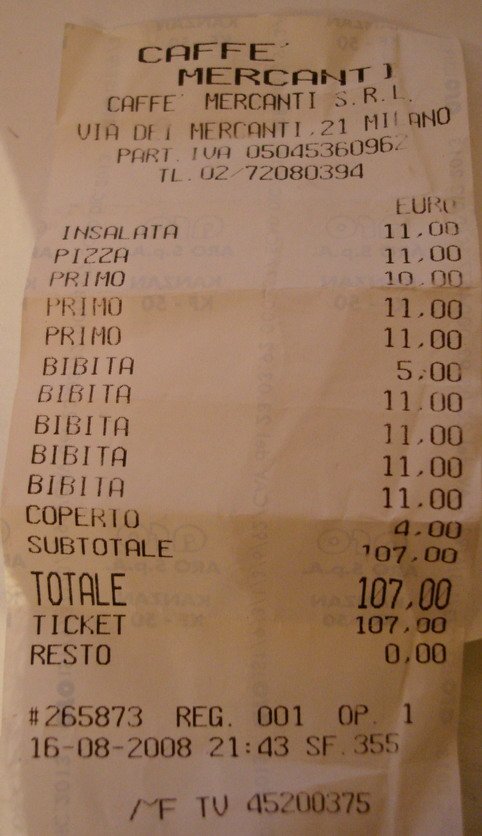 CAFFE'
MERCANTI
CAFFE' MERCANTI S.R.L.
VIA DEI MERCANTI,21 MILANO
PART.IVA 05045360962
TL.02/72080394
EURO
INSALATA 11,00
PIZZA 11,00
PRIMO 10,00
PRIMO 11,00
PRIMO 11,00
BIBITA 5,00
BIBITA 11,00
BIBITA 11,00
BIBITA 11,00
BIBITA 11,00
COPERTO 4,00
SUBTOTALE 107,00
TOTALE 107,00
TICKET 107,00
RESTO 0,00
#265873 REG. 001 OP. 1
16-08-2008 21:43 SF.355
MF TV 45200375